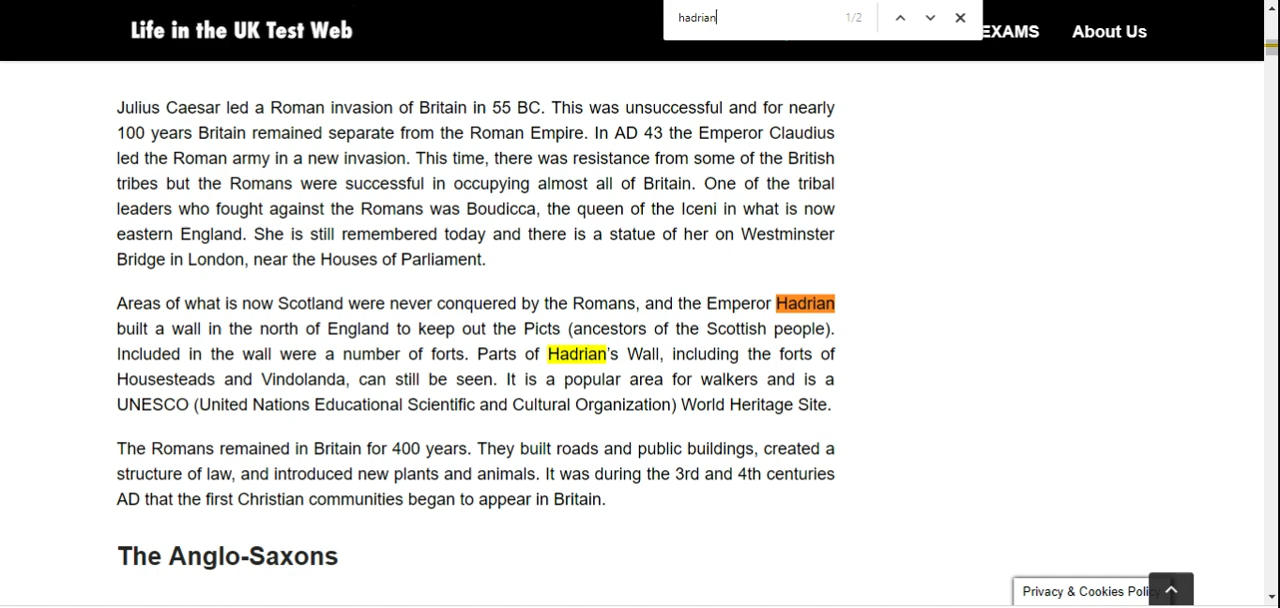 Life in the UK Test Web
hadrian
1/2
EXAMS
About Us
Julius Caesar led a Roman invasion of Britain in 55 BC. This was unsuccessful and for nearly
100 years Britain remained separate from the Roman Empire. In AD 43 the Emperor Claudius
led the Roman army in a new invasion. This time, there was resistance from some of the British
tribes but the Romans were successful in occupying almost all of Britain. One of the tribal
leaders who fought against the Romans was Boudicca, the queen of the Iceni in what is now
eastern England. She is still remembered today and there is a statue of her on Westminster
Bridge in London, near the Houses of Parliament.
Areas of what is now Scotland were never conquered by the Romans, and the Emperor Hadrian
built a wall in the north of England to keep out the Picts (ancestors of the Scottish people).
Included in the wall were a number of forts. Parts of Hadrian’s Wall, including the forts of
Housesteads and Vindolanda, can still be seen. It is a popular area for walkers and is a
UNESCO (United Nations Educational Scientific and Cultural Organization) World Heritage Site.
The Romans remained in Britain for 400 years. They built roads and public buildings, created a
structure of law, and introduced new plants and animals. It was during the 3rd and 4th centuries
AD that the first Christian communities began to appear in Britain.
The Anglo-Saxons
Privacy & Cookies Policy